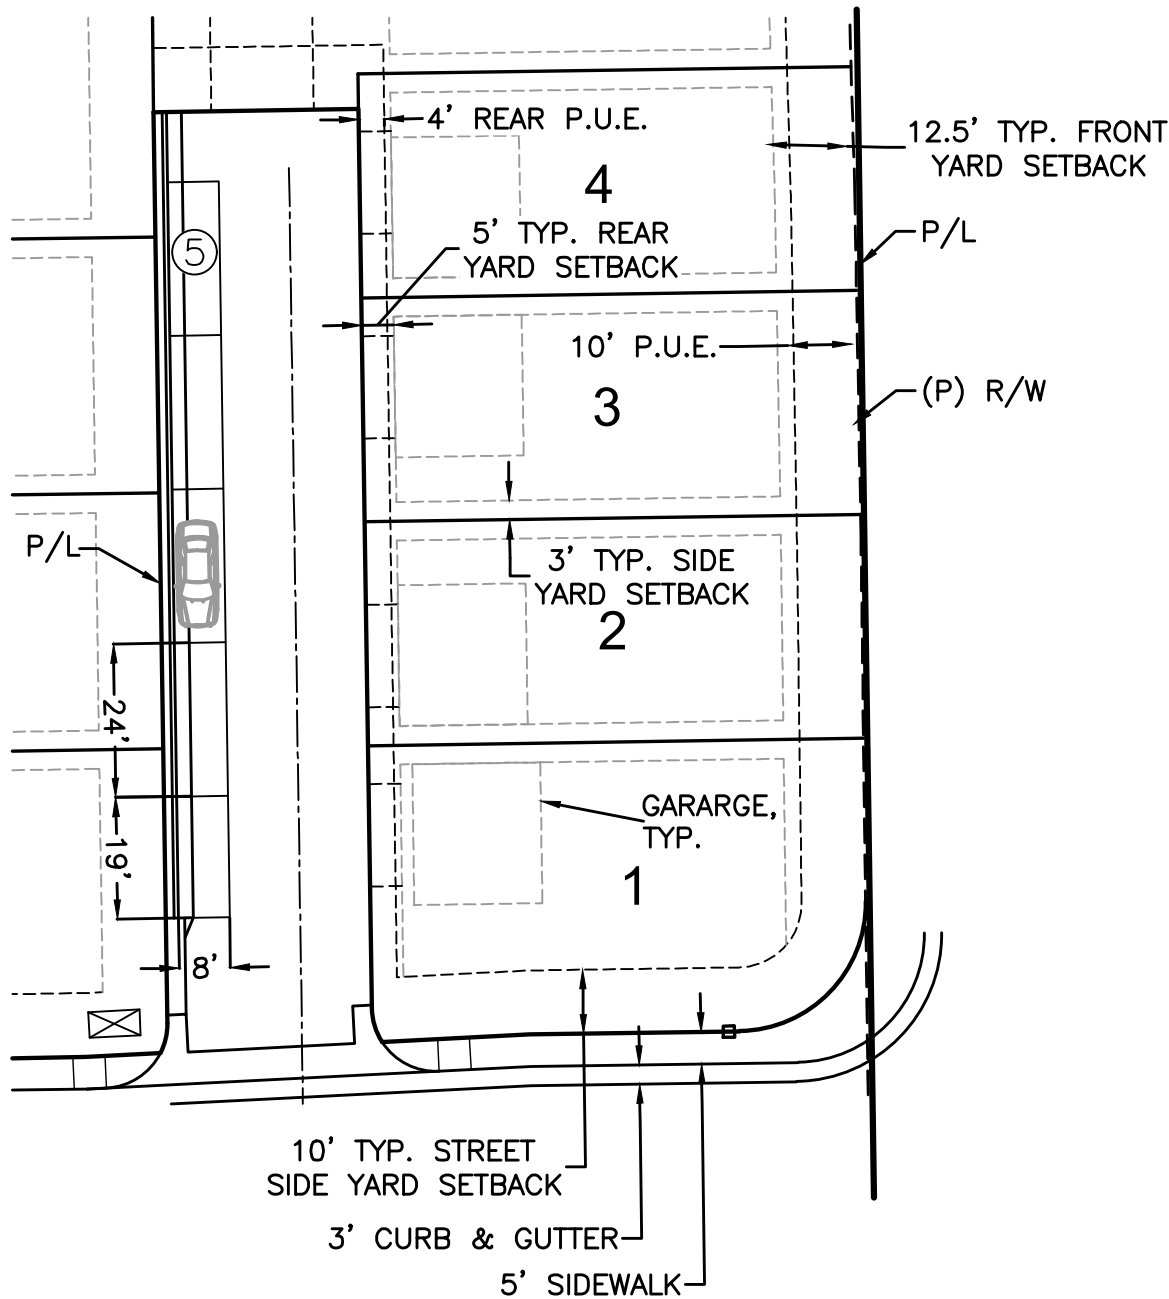 4' REAR P.U.E.
12.5' TYP. FRONT
YARD SETBACK
4
5
5' TYP. REAR
YARD SETBACK
P/L
10' P.U.E.
3
(P) R/W
P/L
3' TYP. SIDE
YARD SETBACK
2
24'
GARARGE,
TYP.
19'
1
8'
10' TYP. STREET
SIDE YARD SETBACK
3' CURB & GUTTER
5' SIDEWALK